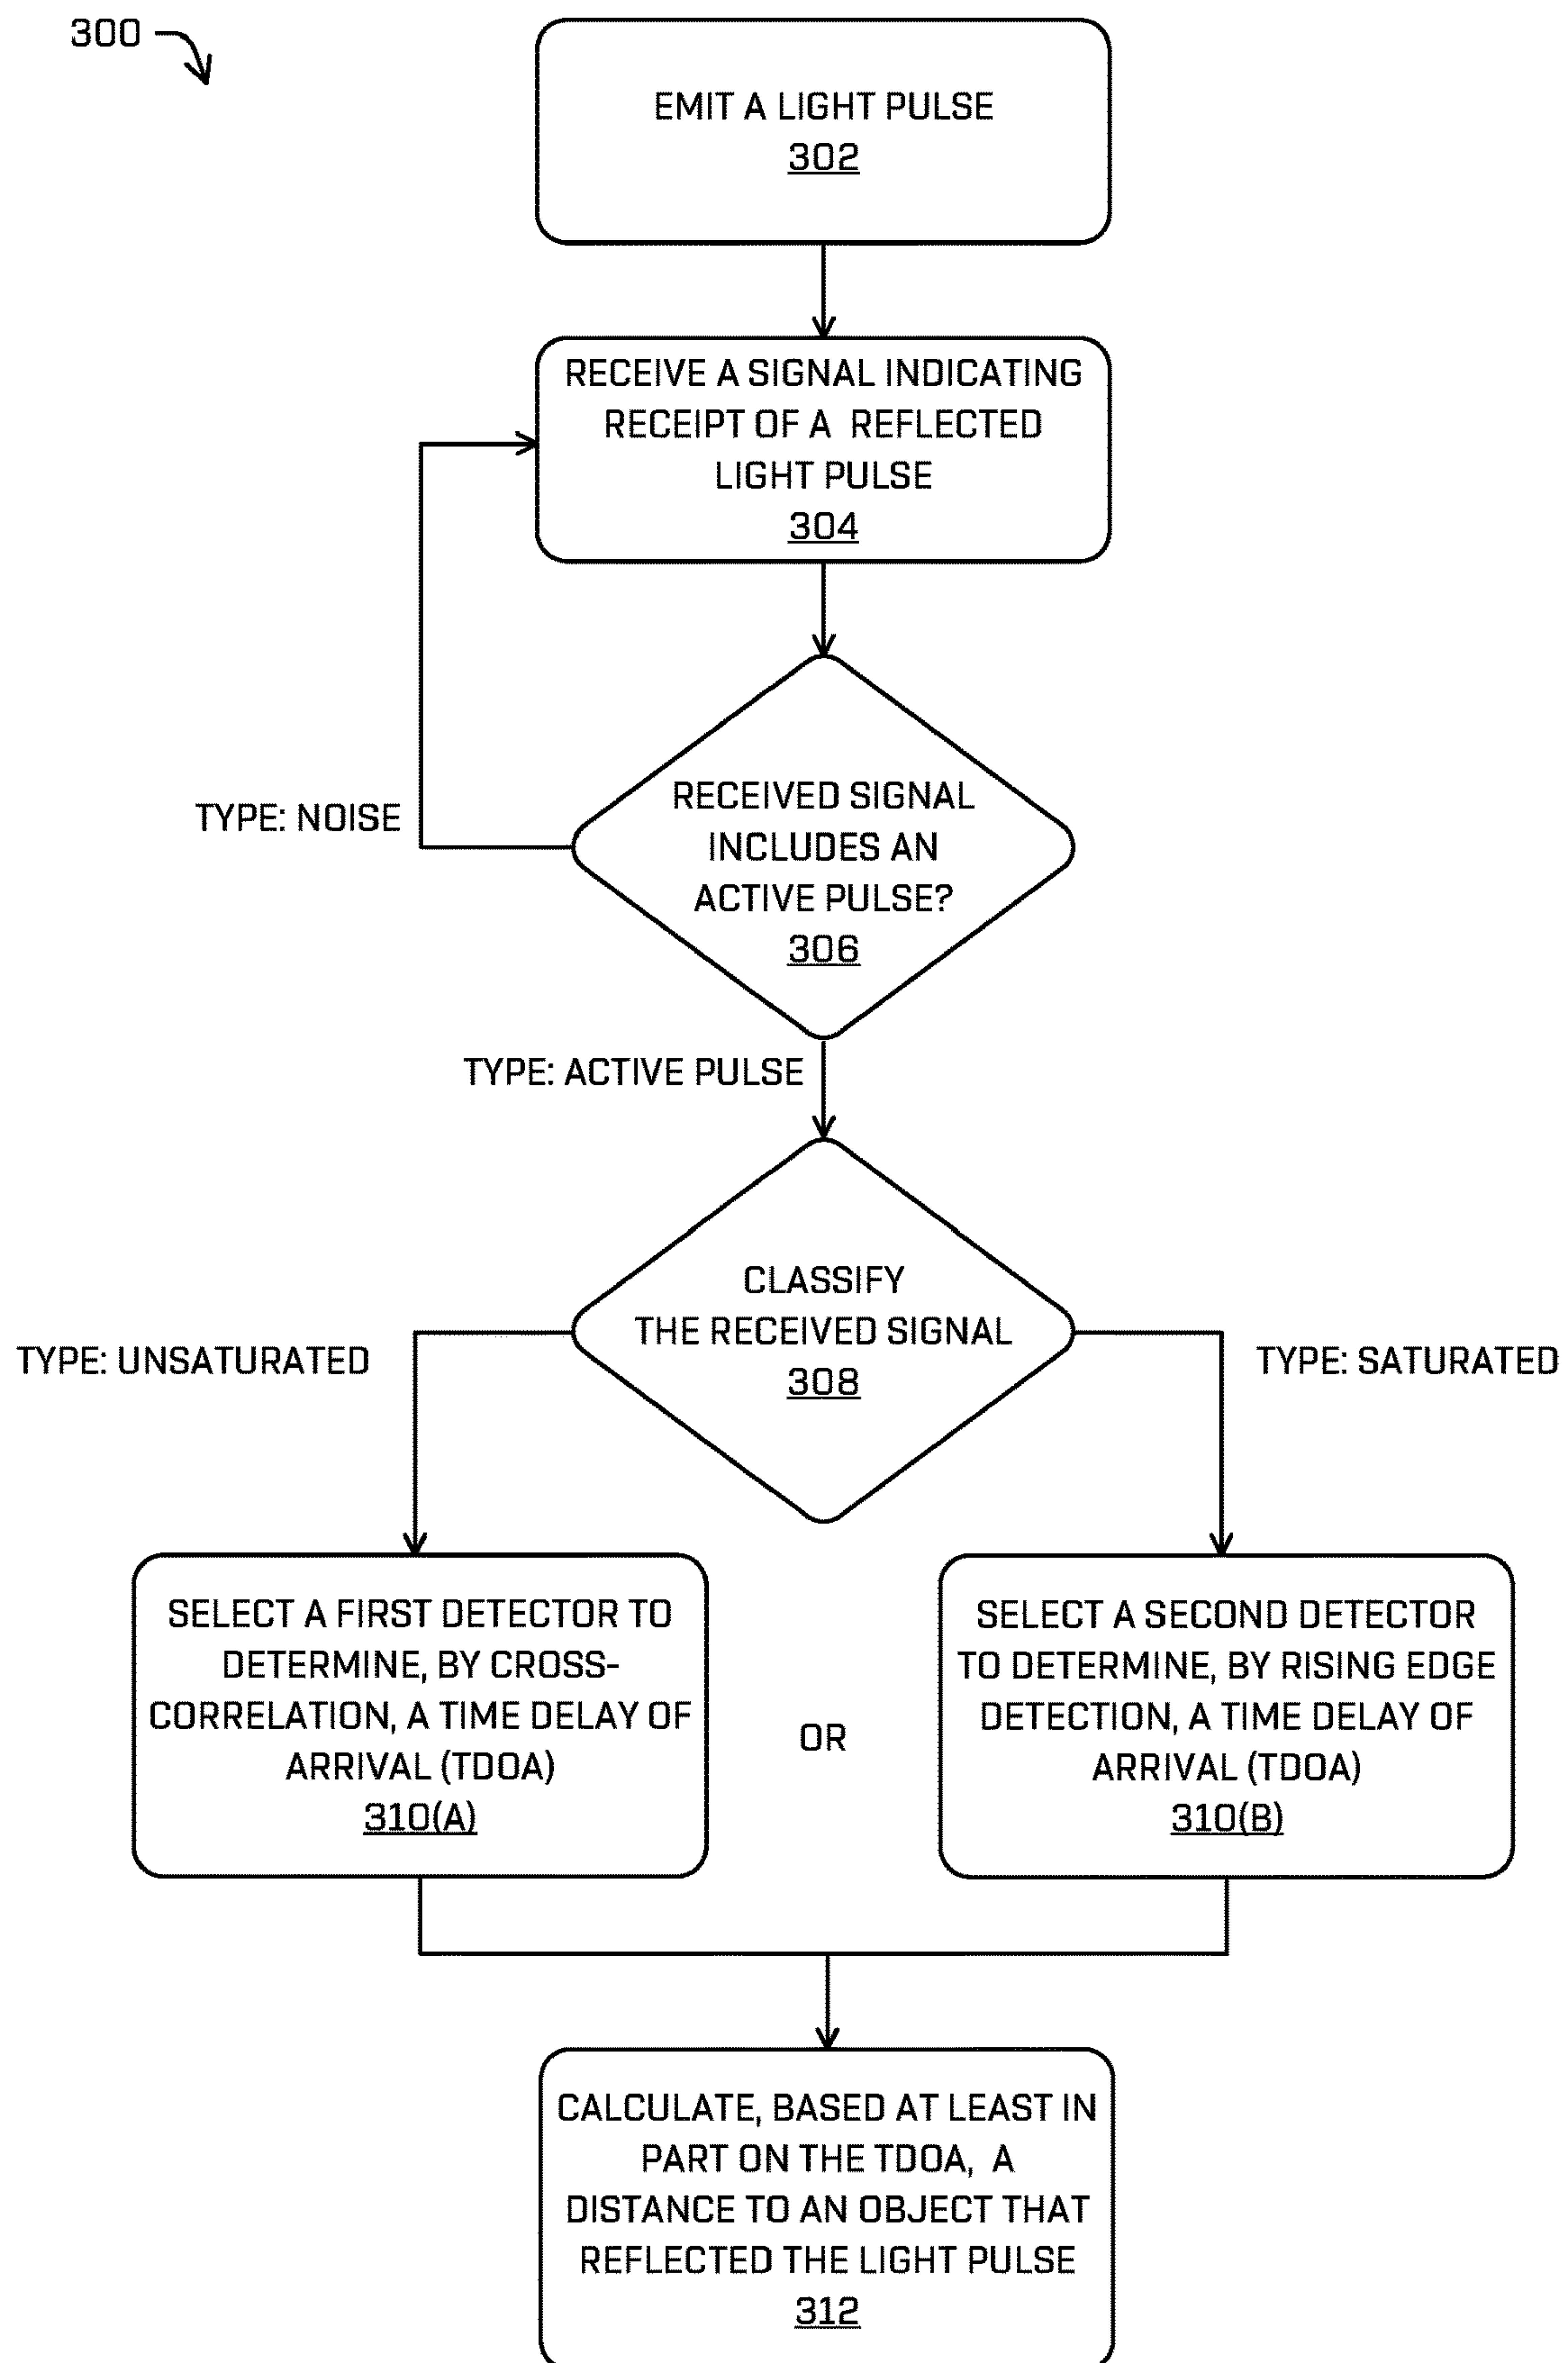 300
EMIT A LIGHT PULSE
302
RECEIVE A SIGNAL INDICATING
RECEIPT OF A REFLECTED
LIGHT PULSE
304
TYPE: NOISE
RECEIVED SIGNAL
INCLUDES AN
ACTIVE PULSE?
306
TYPE: ACTIVE PULSE
CLASSIFY
THE RECEIVED SIGNAL
308
TYPE: UNSATURATED
TYPE: SATURATED
SELECT A FIRST DETECTOR TO
DETERMINE, BY CROSS-
CORRELATION, A TIME DELAY OF
ARRIVAL (TDOA)
310(A)
OR
SELECT A SECOND DETECTOR
TO DETERMINE, BY RISING EDGE
DETECTION, A TIME DELAY OF
ARRIVAL (TDOA)
310(B)
CALCULATE, BASED AT LEAST IN
PART ON THE TDOA, A
DISTANCE TO AN OBJECT THAT
REFLECTED THE LIGHT PULSE
312